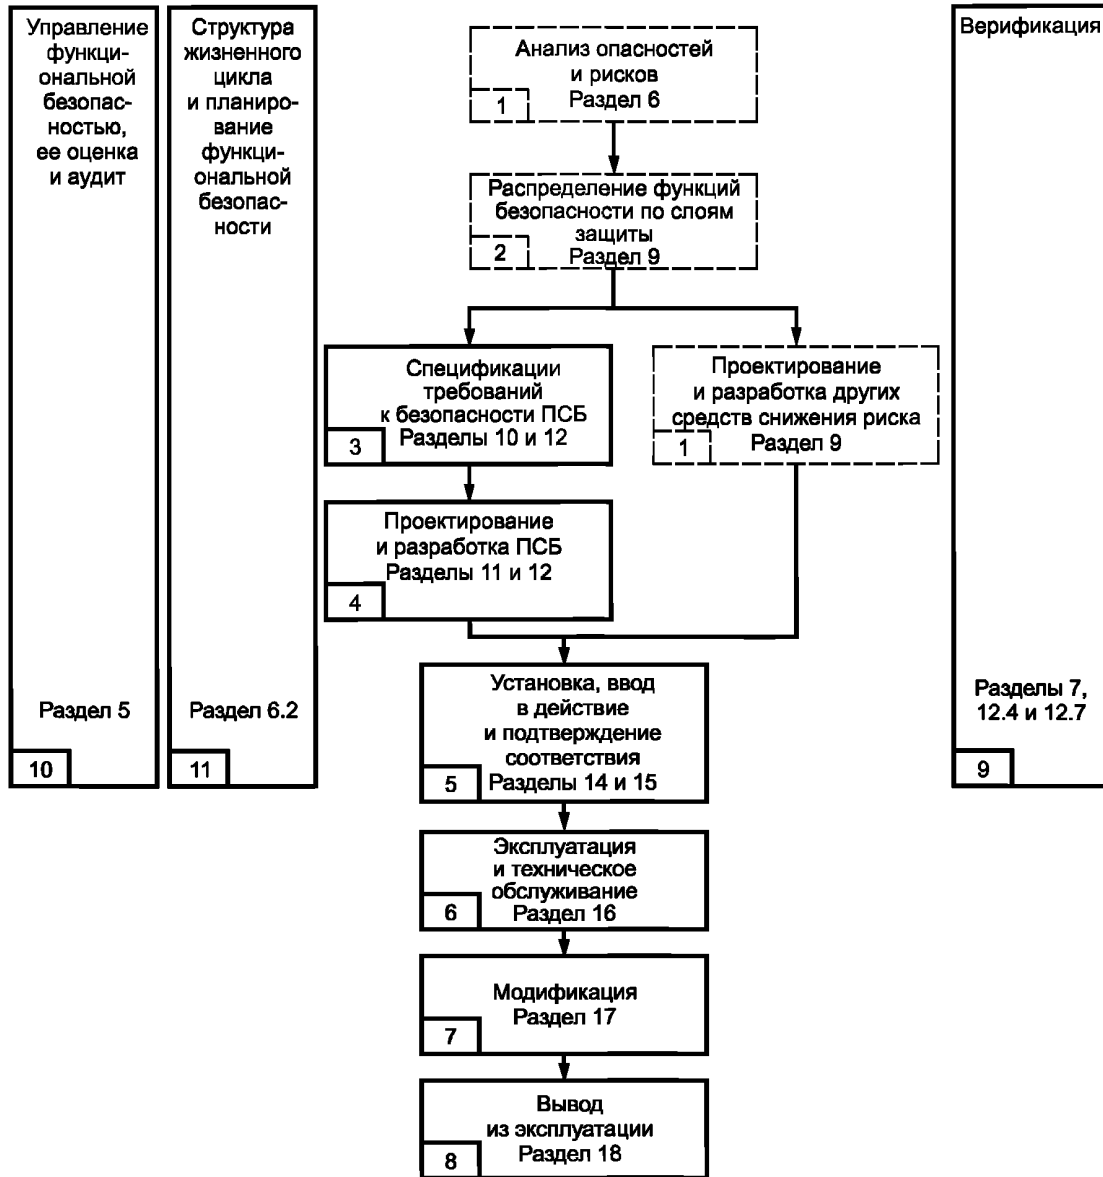 Управление
функци-
ональной
безопас-
ностью,
ее оценка
и аудит
Раздел 5
10
Структура
жизненного
цикла
и планиро-
вание
функци-
ональной
безопас-
ности
Раздел 6.2
11
Анализ опасностей
и рисков
Раздел 6
1
Распределение функций
безопасности по слоям
защиты
Раздел 9
2
Спецификации
требований
к безопасности ПСБ
Разделы 10 и 12
3
Проектирование
и разработка других
средств снижения риска
Раздел 9
1
Проектирование
и разработка ПСБ
Разделы 11 и 12
4
Установка, ввод
в действие
и подтверждение
соответствия
Разделы 14 и 15
5
Эксплуатация
и техническое
обслуживание
Раздел 16
6
Модификация
Раздел 17
7
Вывод
из эксплуатации
Раздел 18
8
Верификация
Разделы 7,
12.4 и 12.7
9